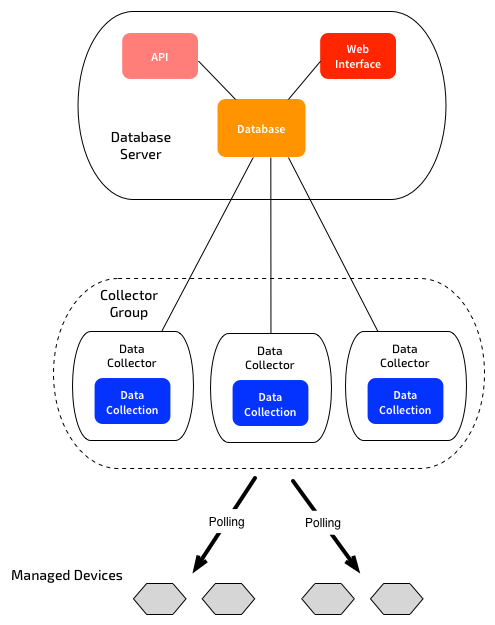 API
Web
Interface
Database
Database
Server
Collector
Group
Data
Collector
Data
Collection
Data
Collector
Data
Collection
Data
Collector
Data
Collection
Polling
Polling
Managed Devices